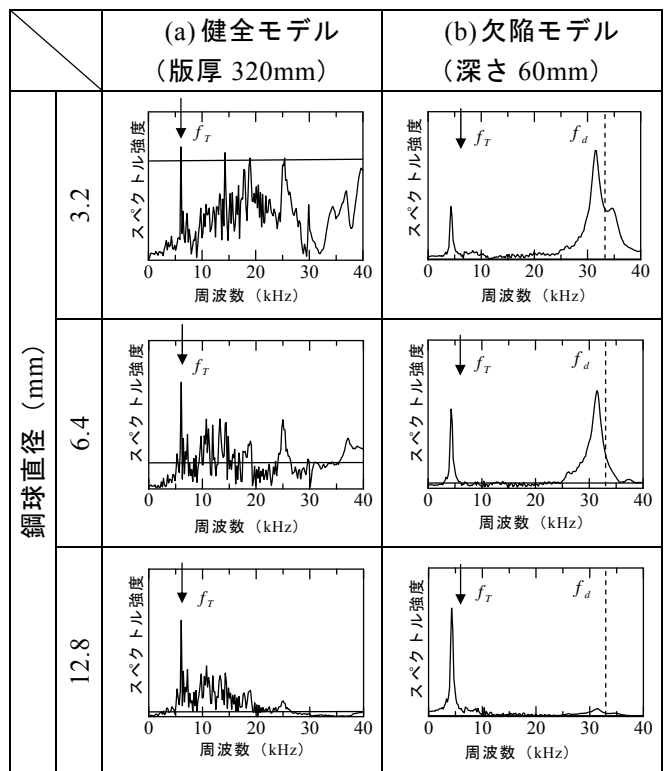 (a) 健全モデル
（版厚 320mm）
(b) 欠陥モデル
（深さ 60mm）
鋼球直径（mm）
3.2
スペクトル強度
f_T
0 10 20 30 40
周波数（kHz）
スペクトル強度
f_T
f_d
0 10 20 30 40
周波数（kHz）
6.4
スペクトル強度
f_T
0 10 20 30 40
周波数（kHz）
スペクトル強度
f_T
f_d
0 10 20 30 40
周波数（kHz）
12.8
スペクトル強度
f_T
0 10 20 30 40
周波数（kHz）
スペクトル強度
f_T
f_d
0 10 20 30 40
周波数（kHz）